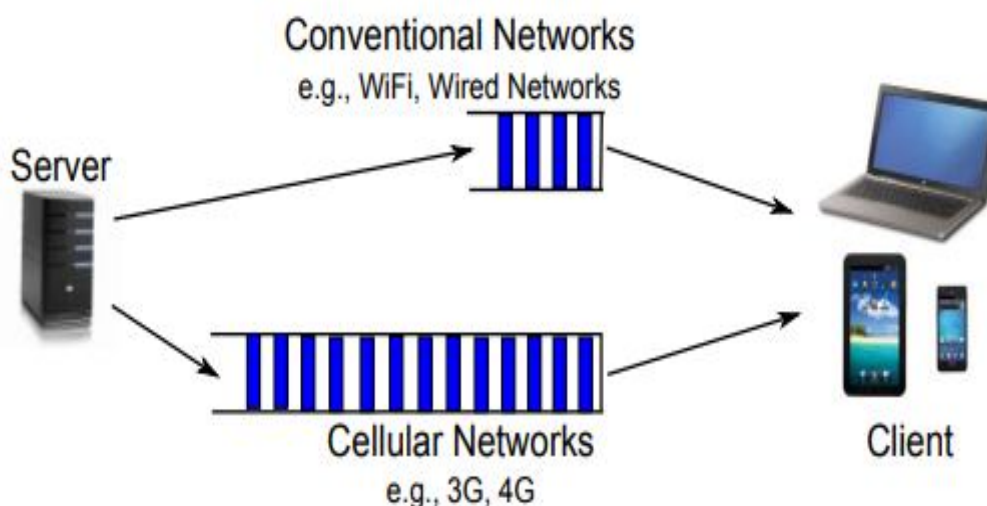 Conventional Networks
e.g., WiFi, Wired Networks
Server
Cellular Networks
e.g., 3G, 4G
Client